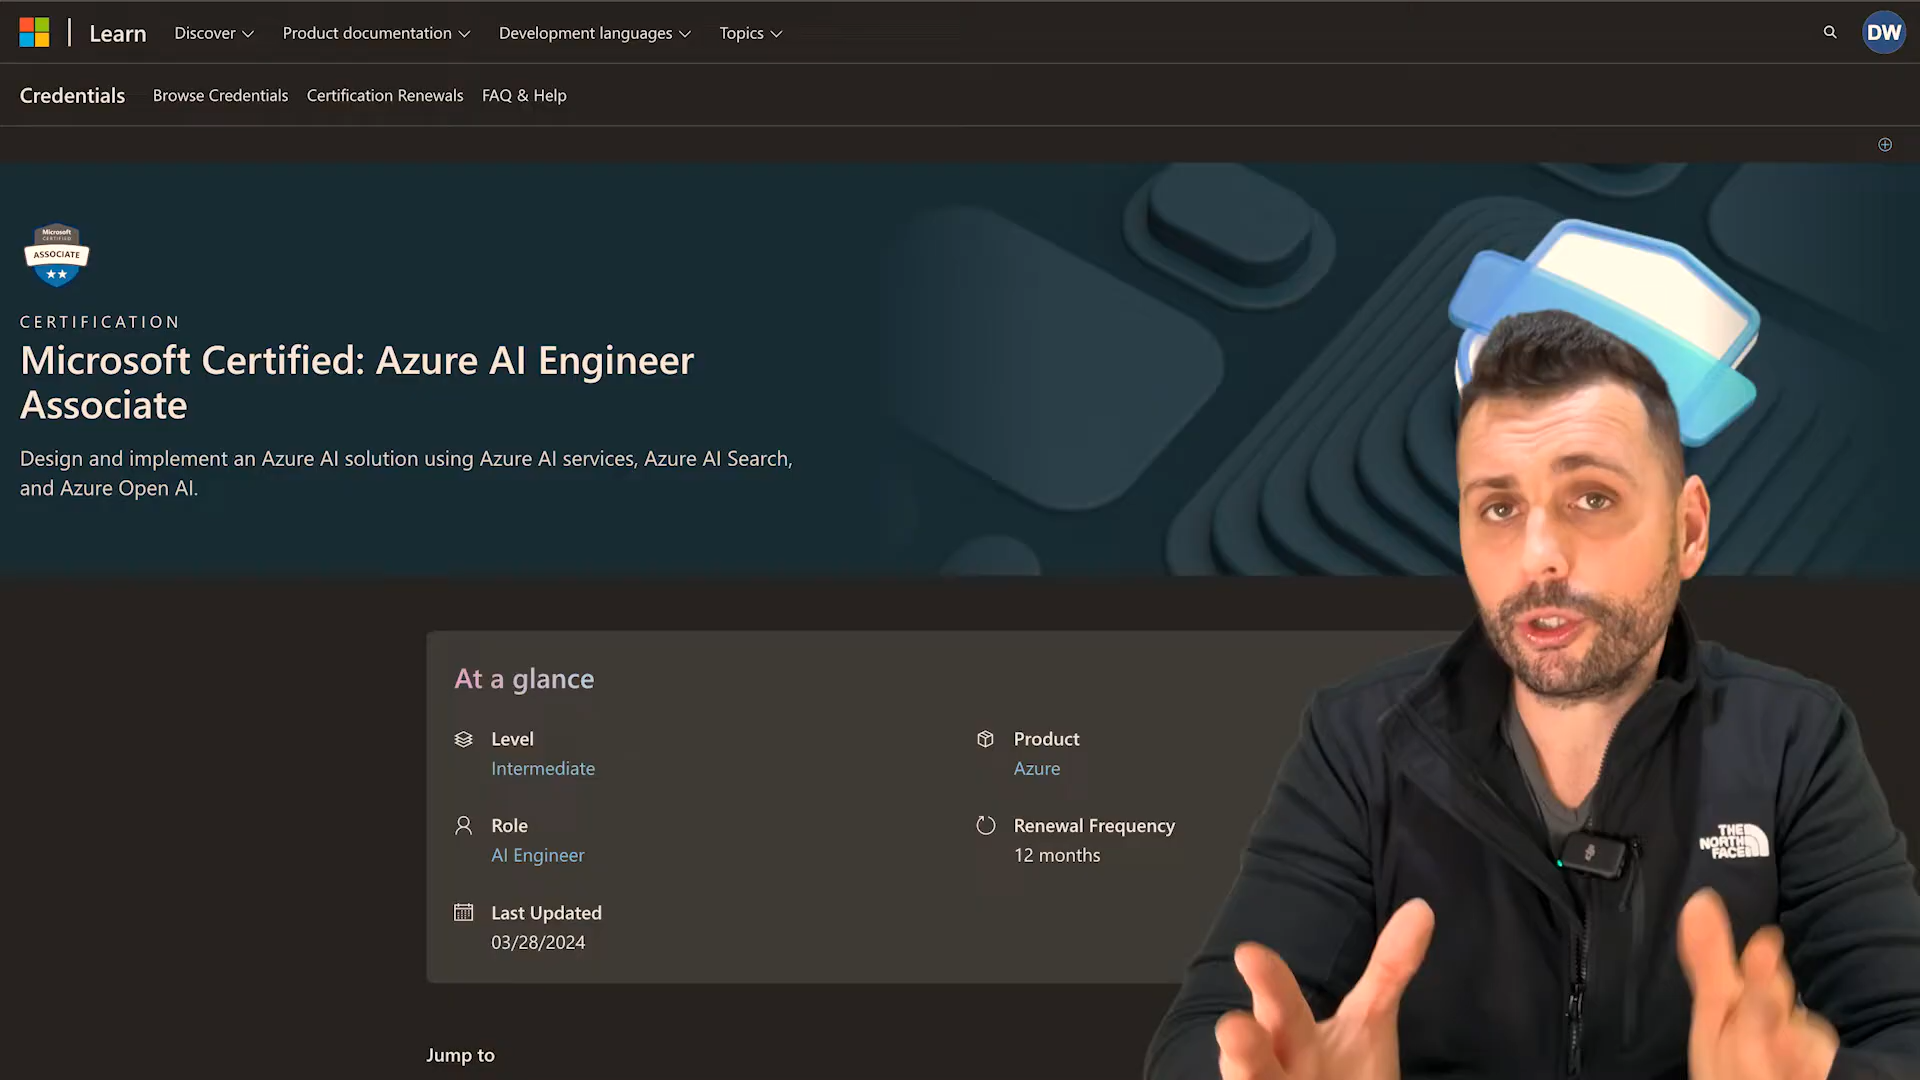 Learn
Discover
Product documentation
Development languages
Topics
DW
Credentials
Browse Credentials
Certification Renewals
FAQ & Help
Microsoft
CERTIFIED
ASSOCIATE
CERTIFICATION
Microsoft Certified: Azure AI Engineer
Associate
Design and implement an Azure AI solution using Azure AI services, Azure AI Search,
and Azure Open AI.
At a glance
Level
Intermediate
Product
Azure
Role
AI Engineer
Renewal Frequency
12 months
Last Updated
03/28/2024
Jump to
THE
NORTH
FACE